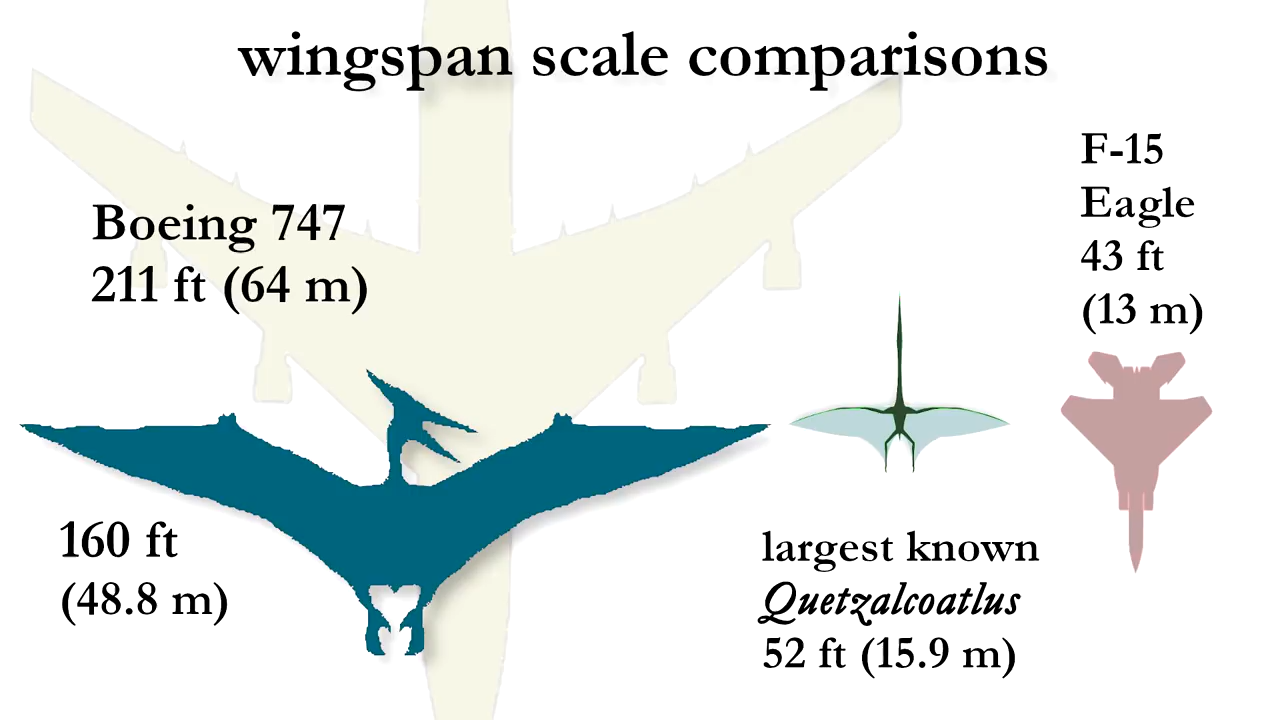 wingspan scale comparisons
Boeing 747
211 ft (64 m)
F-15
Eagle
43 ft
(13 m)
160 ft
(48.8 m)
largest known
Quetzalcoatlus
52 ft (15.9 m)